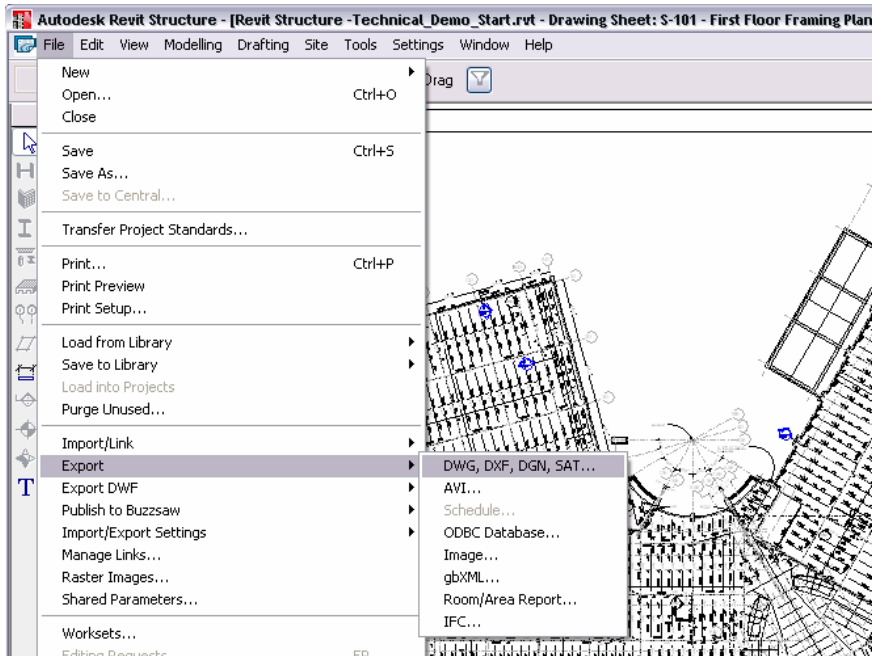 Autodesk Revit Structure - [Revit Structure -Technical_Demo_Start.rvt - Drawing Sheet: S-101 - First Floor Framing Plan
File Edit View Modelling Drafting Site Tools Settings Window Help
New
Drag
Open... Ctrl+O
Close
Save Ctrl+S
Save As...
Save to Central...
Transfer Project Standards...
Print... Ctrl+P
Print Preview
Print Setup...
Load from Library
Save to Library
Load into Projects
Purge Unused...
Import/Link
Export
DWG, DXF, DGN, SAT...
Export DWF
AVI...
Publish to Buzzsaw
Schedule...
Import/Export Settings
ODBC Database...
Manage Links...
Image...
Raster Images...
gbXML...
Shared Parameters...
Room/Area Report...
IFC...
Worksets...
Editing Requests ER
T